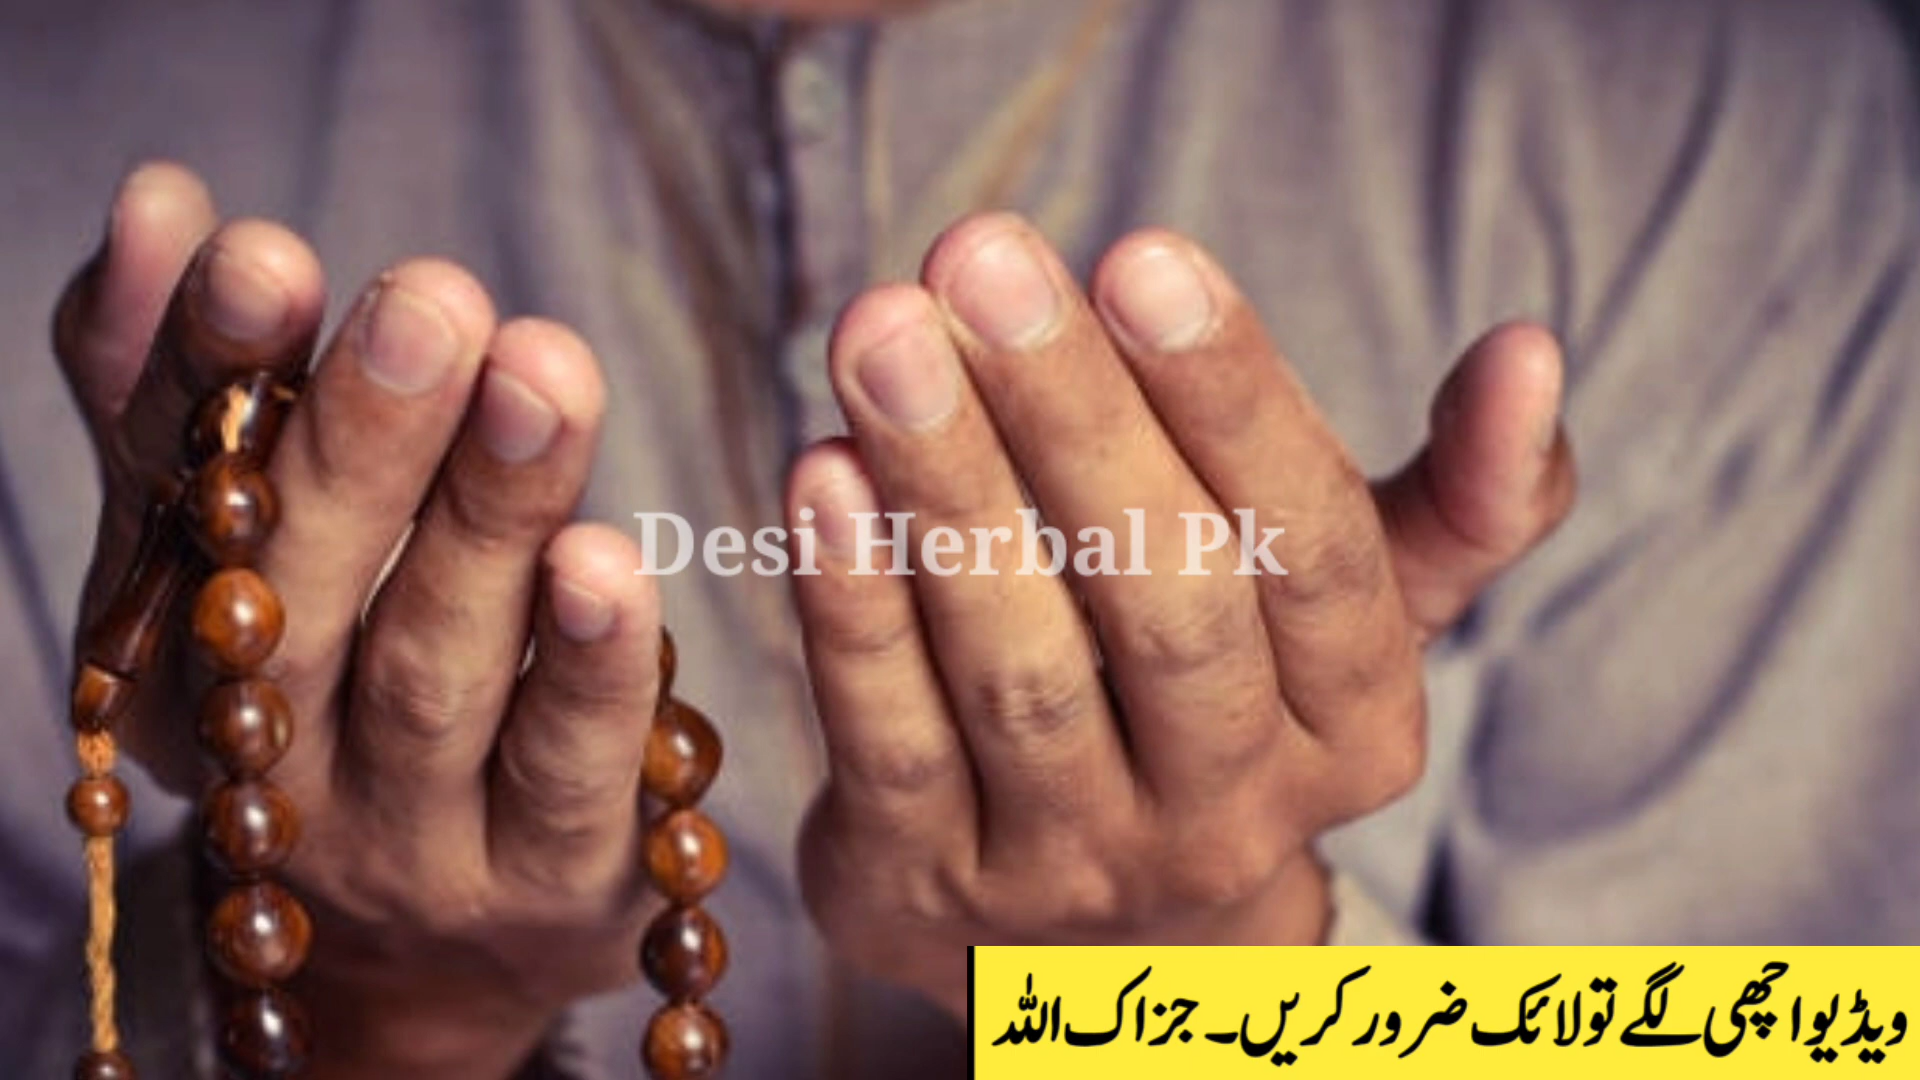 Desi Herbal Pk
ویڈیو اچھی لگے تو لائک ضرور کریں۔ جزاک اللہ